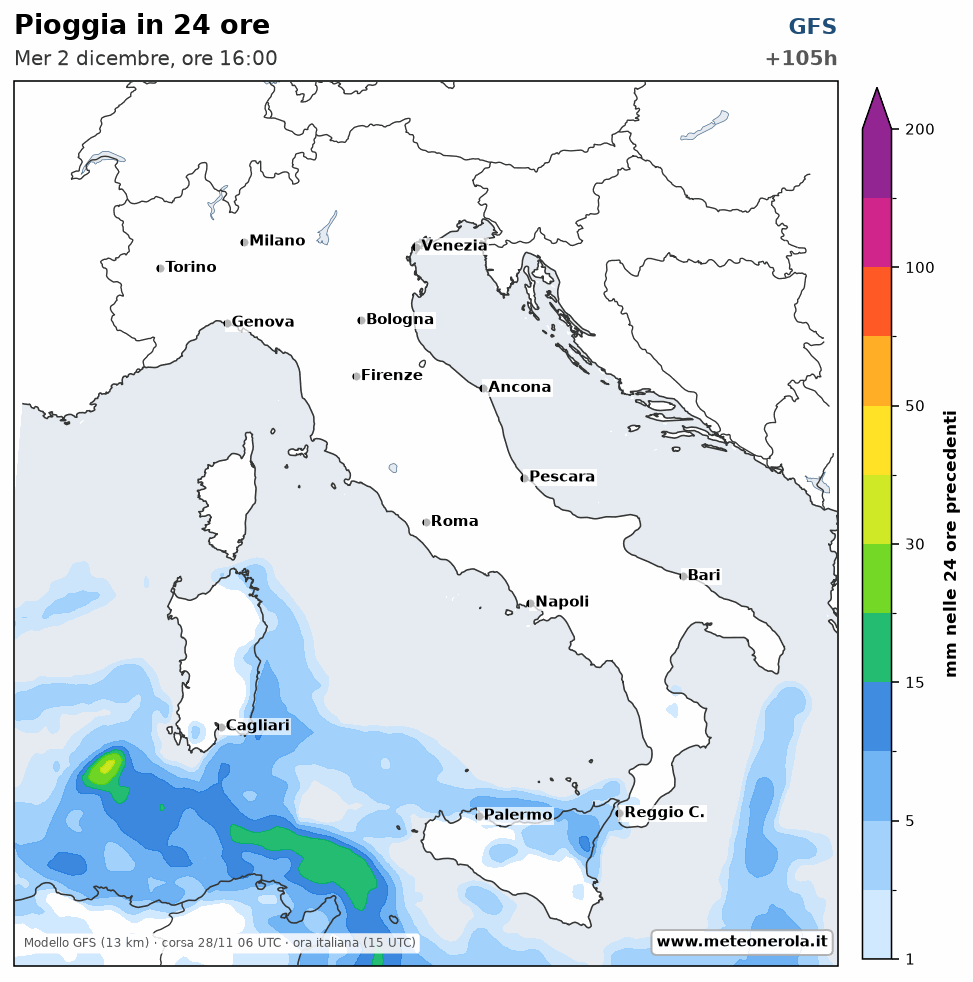 Pioggia in 24 ore
GFS
Mer 2 dicembre, ore 16:00
+105h
200
100
50
30
15
5
1
mm nelle 24 ore precedenti
Milano
Venezia
Torino
Genova
Bologna
Firenze
Ancona
Pescara
Roma
Bari
Napoli
Cagliari
Palermo
Reggio C.
Modello GFS (13 km) · corsa 28/11 06 UTC · ora italiana (15 UTC)
www.meteonerola.it